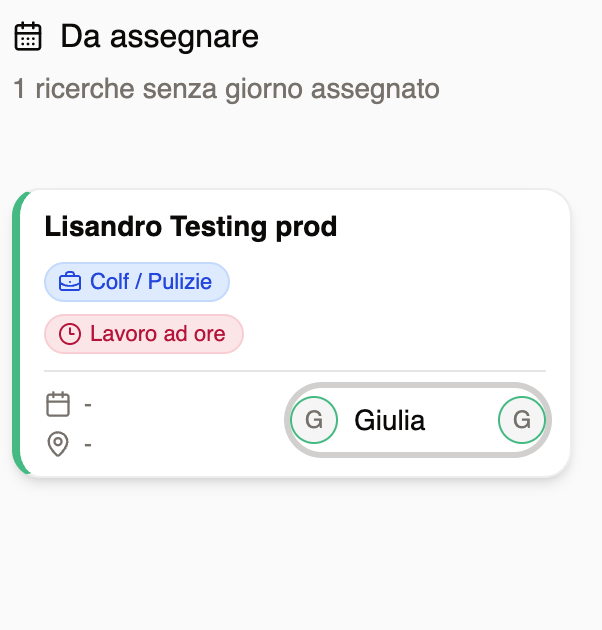 Da assegnare
1 ricerche senza giorno assegnato
Lisandro Testing prod
Colf / Pulizie
Lavoro ad ore
-
-
G Giulia G